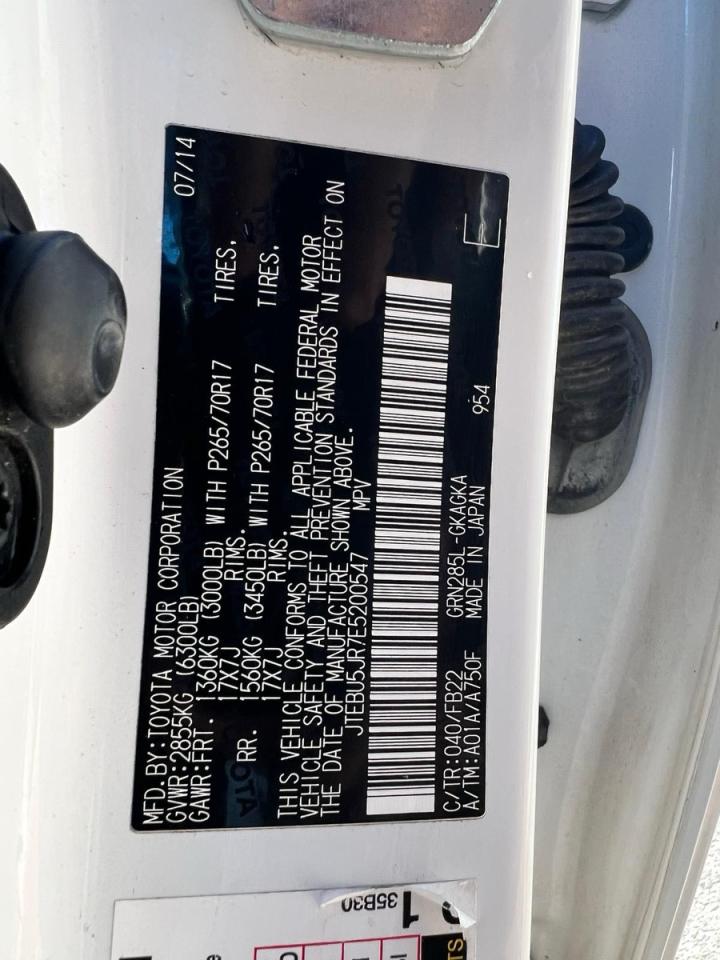 07/14
MFD.BY:TOYOTA MOTOR CORPORATION
GVWR:2855KG (6300LB)
GAWR:FRT. 1360KG (3000LB) WITH P265/70R17 TIRES,
17X7J RIMS.
RR. 1560KG (3450LB) WITH P265/70R17 TIRES,
17X7J RIMS.
THIS VEHICLE CONFORMS TO ALL APPLICABLE FEDERAL MOTOR
VEHICLE SAFETY AND THEFT PREVENTION STANDARDS IN EFFECT ON
THE DATE OF MANUFACTURE SHOWN ABOVE.
JTEBU5JR7E5200547 MPV
C/TR:040/FB22 GRN285L-GKAGKA
A/TM:A01A/A750F MADE IN JAPAN 954
35B30